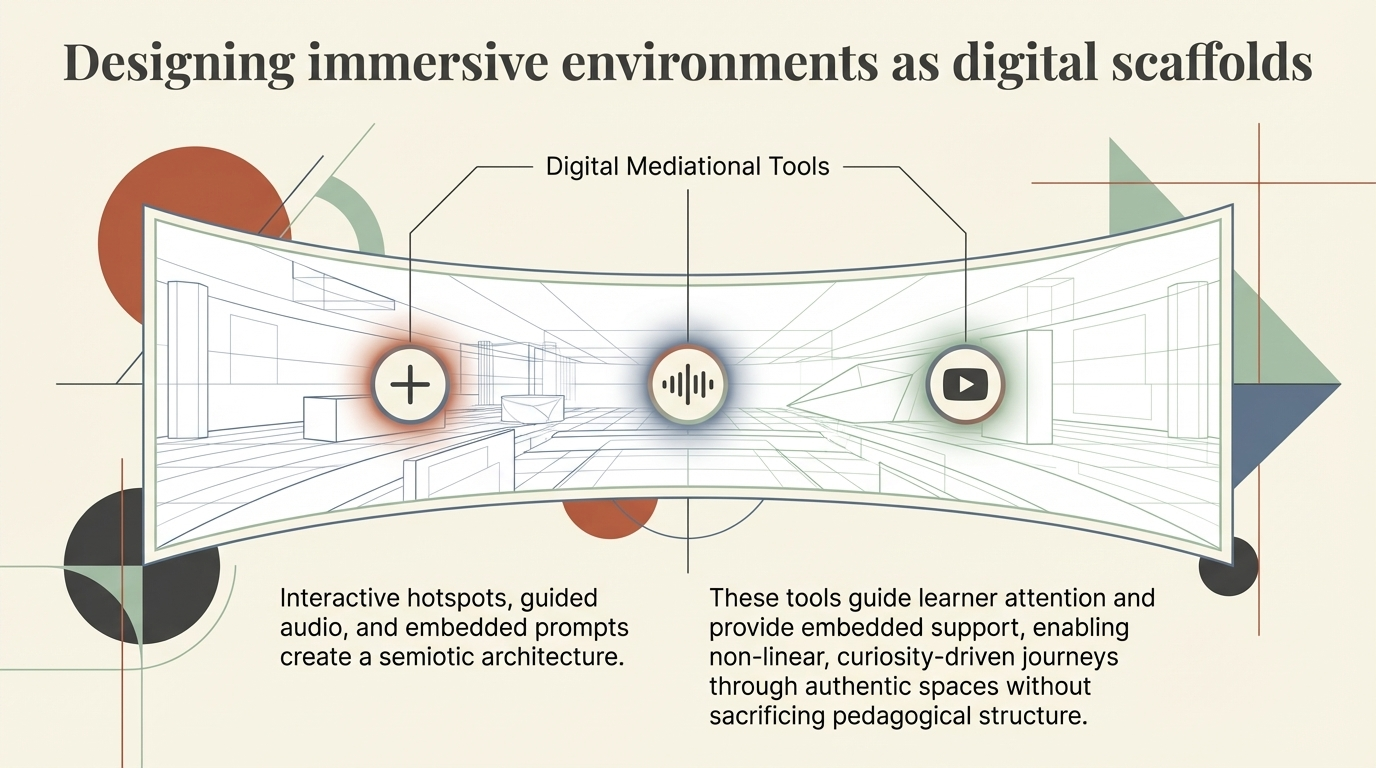 Designing immersive environments as digital scaffolds
Digital Mediational Tools
Interactive hotspots, guided
audio, and embedded prompts
create a semiotic architecture.
These tools guide learner attention and
provide embedded support, enabling
non-linear, curiosity-driven journeys
through authentic spaces without
sacrificing pedagogical structure.